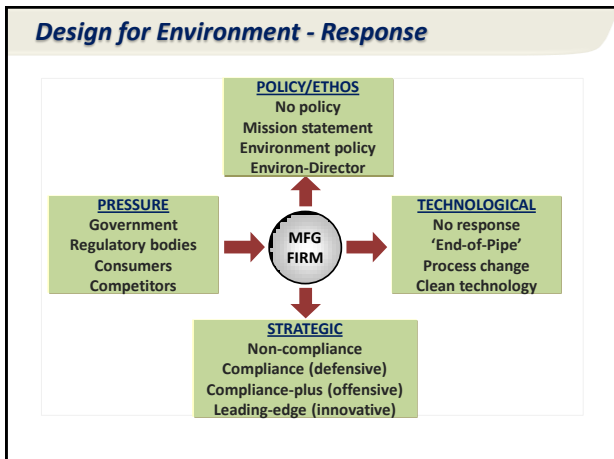 Design for Environment - Response
POLICY/ETHOS
No policy
Mission statement
Environment policy
Environ-Director
PRESSURE
Government
Regulatory bodies
Consumers
Competitors
MFG
FIRM
TECHNOLOGICAL
No response
‘End-of-Pipe’
Process change
Clean technology
STRATEGIC
Non-compliance
Compliance (defensive)
Compliance-plus (offensive)
Leading-edge (innovative)